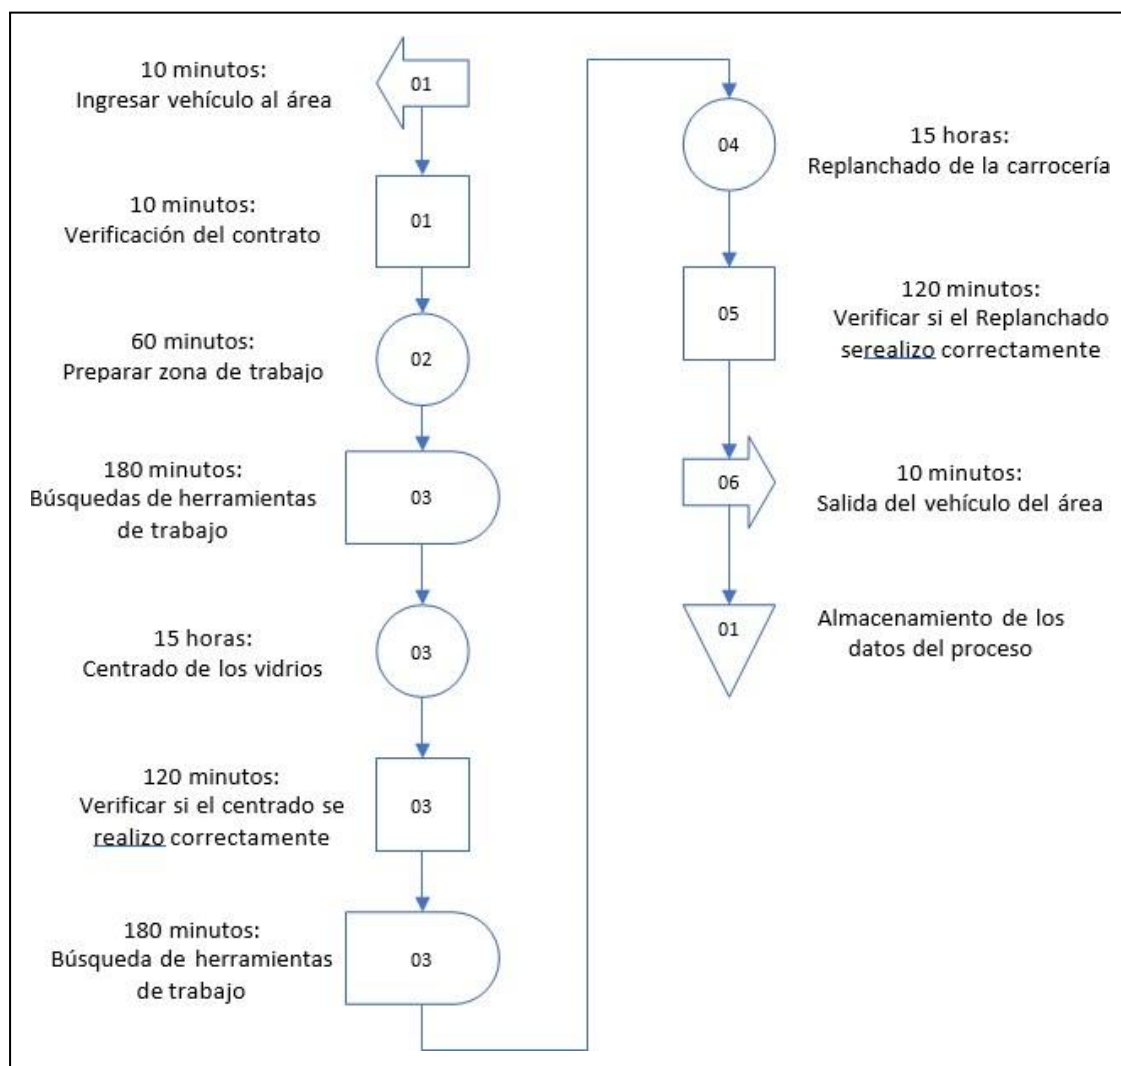 10 minutos:
Ingresar vehículo al área
01
10 minutos:
Verificación del contrato
01
60 minutos:
Preparar zona de trabajo
02
180 minutos:
Búsquedas de herramientas
de trabajo
03
15 horas:
Centrado de los vidrios
03
120 minutos:
Verificar si el centrado se
realizo correctamente
03
180 minutos:
Búsqueda de herramientas
de trabajo
03
04
15 horas:
Replanchado de la carrocería
05
120 minutos:
Verificar si el Replanchado
serealizo correctamente
06
10 minutos:
Salida del vehículo del área
01
Almacenamiento de los
datos del proceso